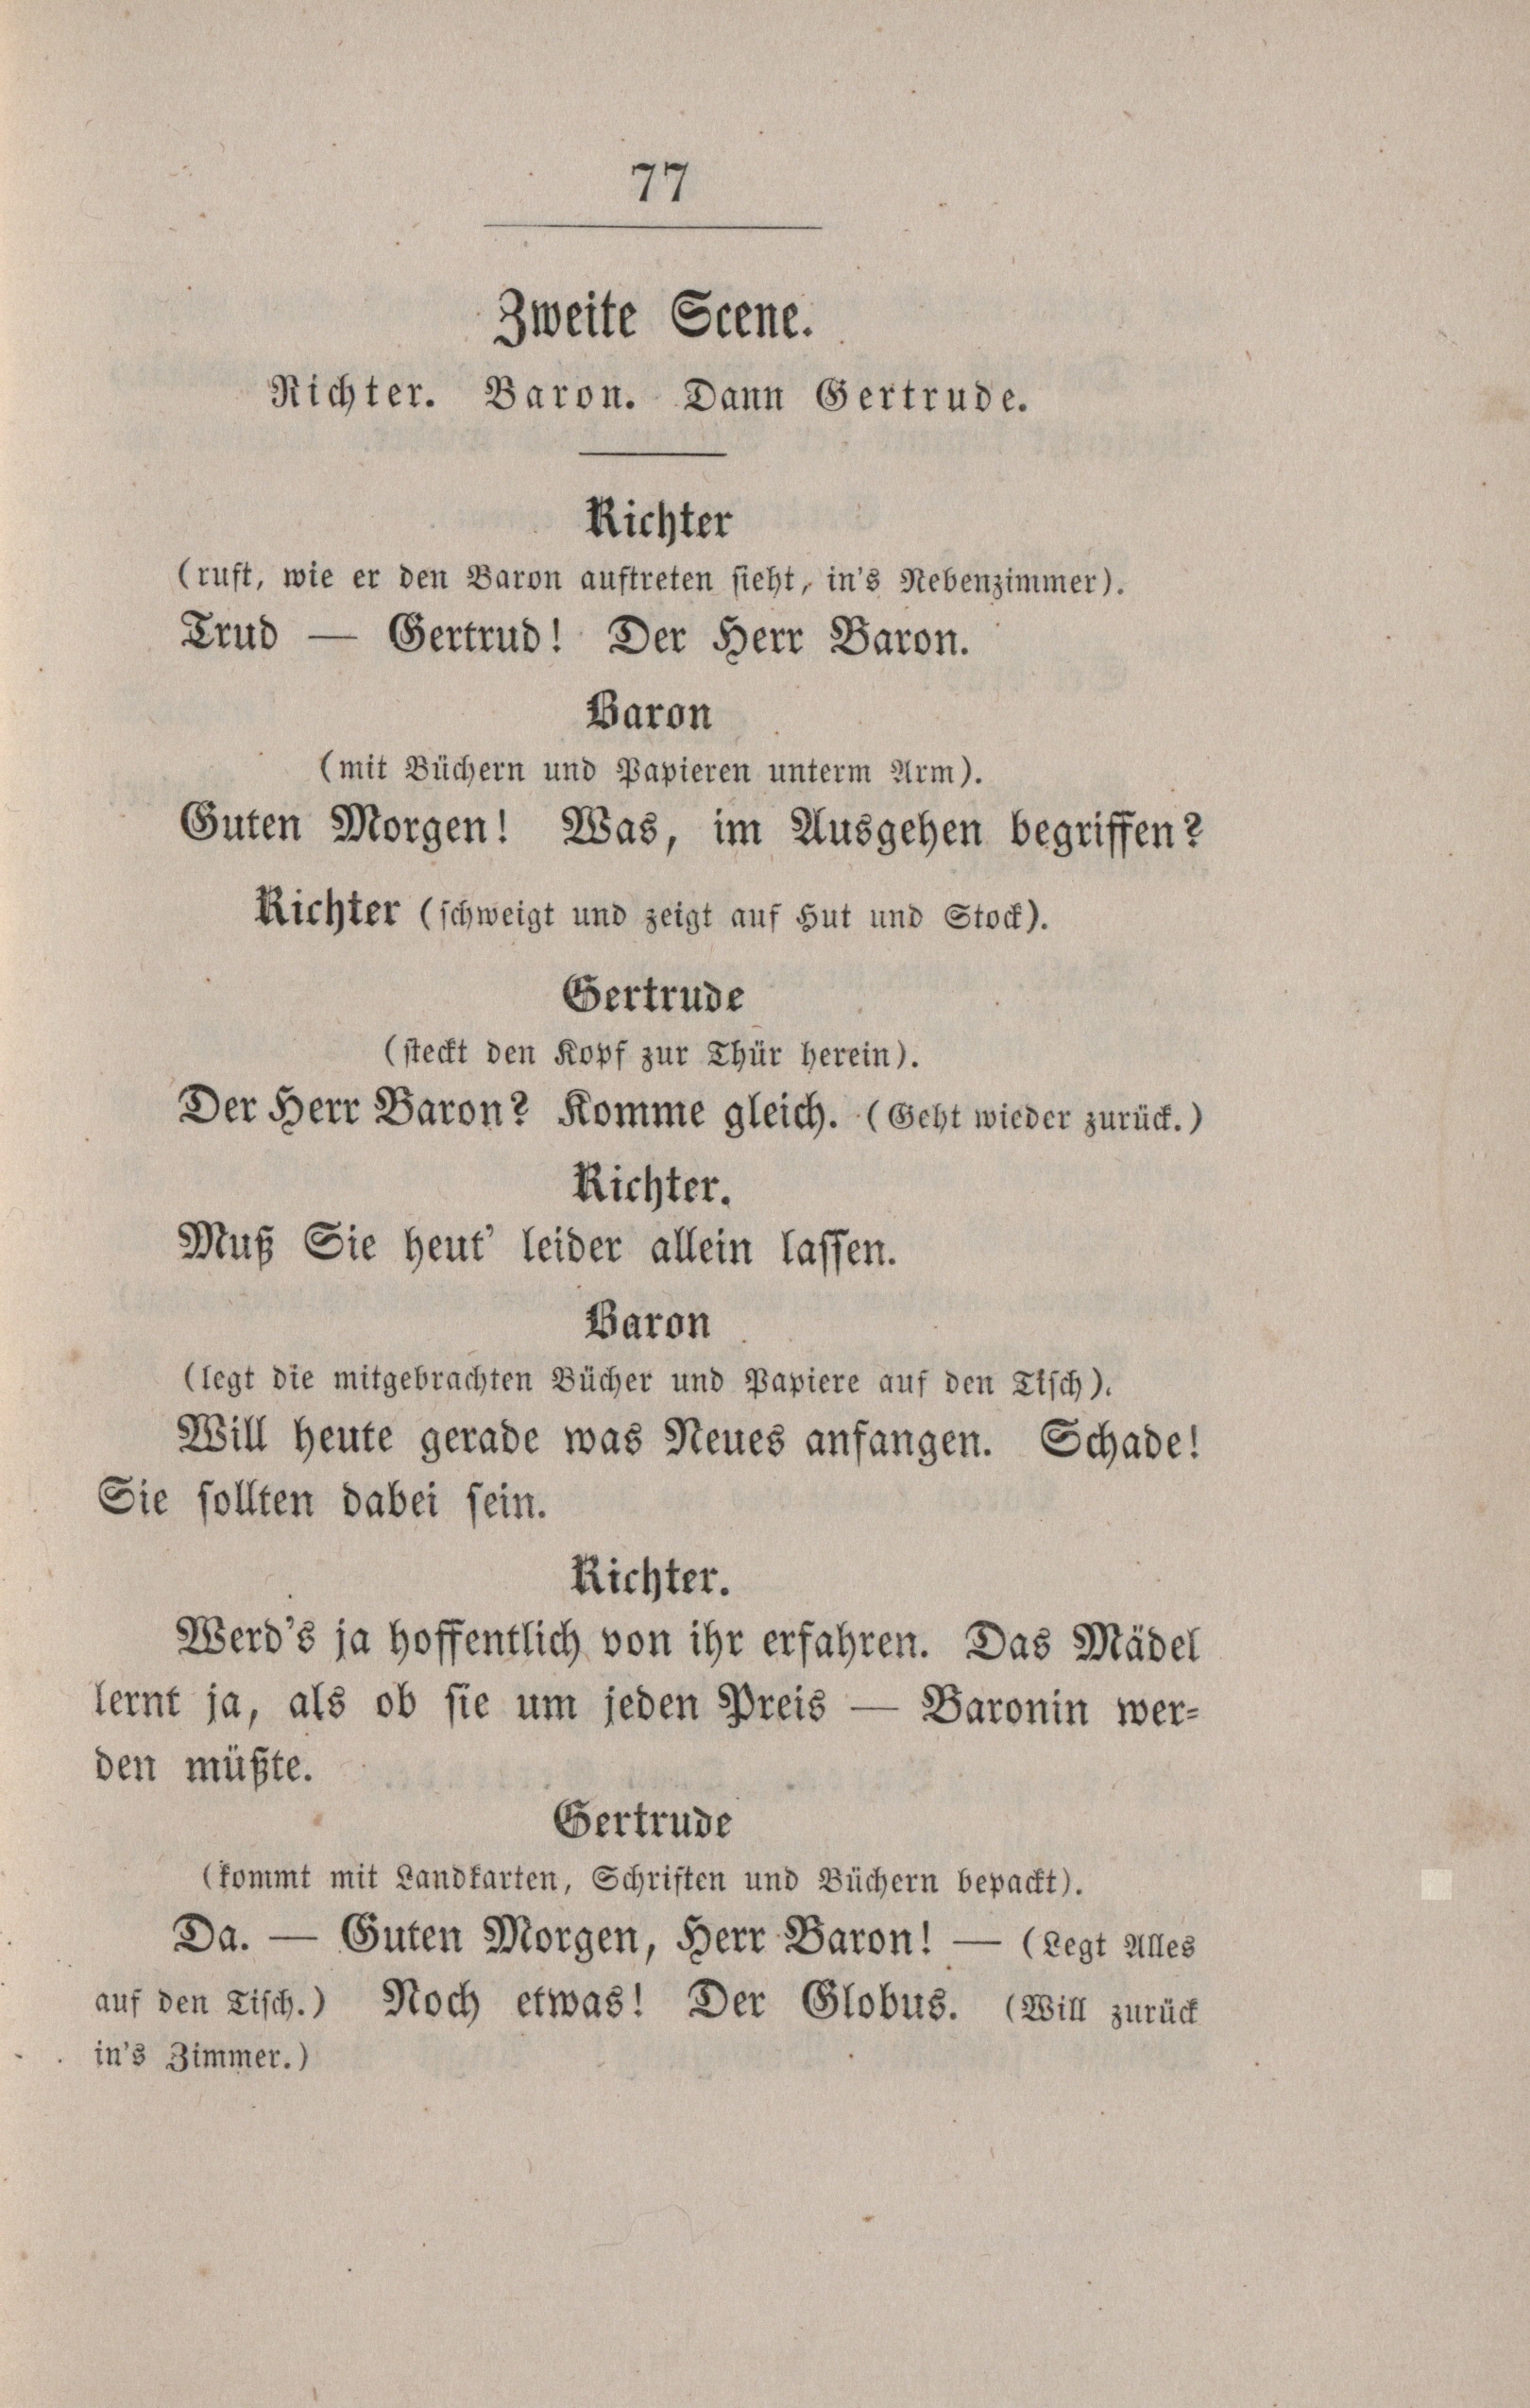 77
Zweite Scene.
Richter. Baron. Dann Gertrude.
Richter
(ruft, wie er den Baron auftreten sieht, in's Nebenzimmer).
Trud — Gertrud! Der Herr Baron.
Baron
(mit Büchern und Papieren unterm Arm).
Guten Morgen! Was, im Ausgehen begriffen?
Richter (schweigt und zeigt auf Hut und Stock).
Gertrude
(steckt den Kopf zur Thür herein).
Der Herr Baron? Komme gleich. (Geht wieder zurück.)
Richter.
Muß Sie heut' leider allein lassen.
Baron
(legt die mitgebrachten Bücher und Papiere auf den Tisch).
Will heute gerade was Neues anfangen. Schade!
Sie sollten dabei sein.
Richter.
Werd's ja hoffentlich von ihr erfahren. Das Mädel
lernt ja, als ob sie um jeden Preis — Baronin wer-
den müßte.
Gertrude
(kommt mit Landkarten, Schriften und Büchern bepackt).
Da. — Guten Morgen, Herr Baron! — (Legt Alles
auf den Tisch.) Noch etwas! Der Globus. (Will zurück
in's Zimmer.)